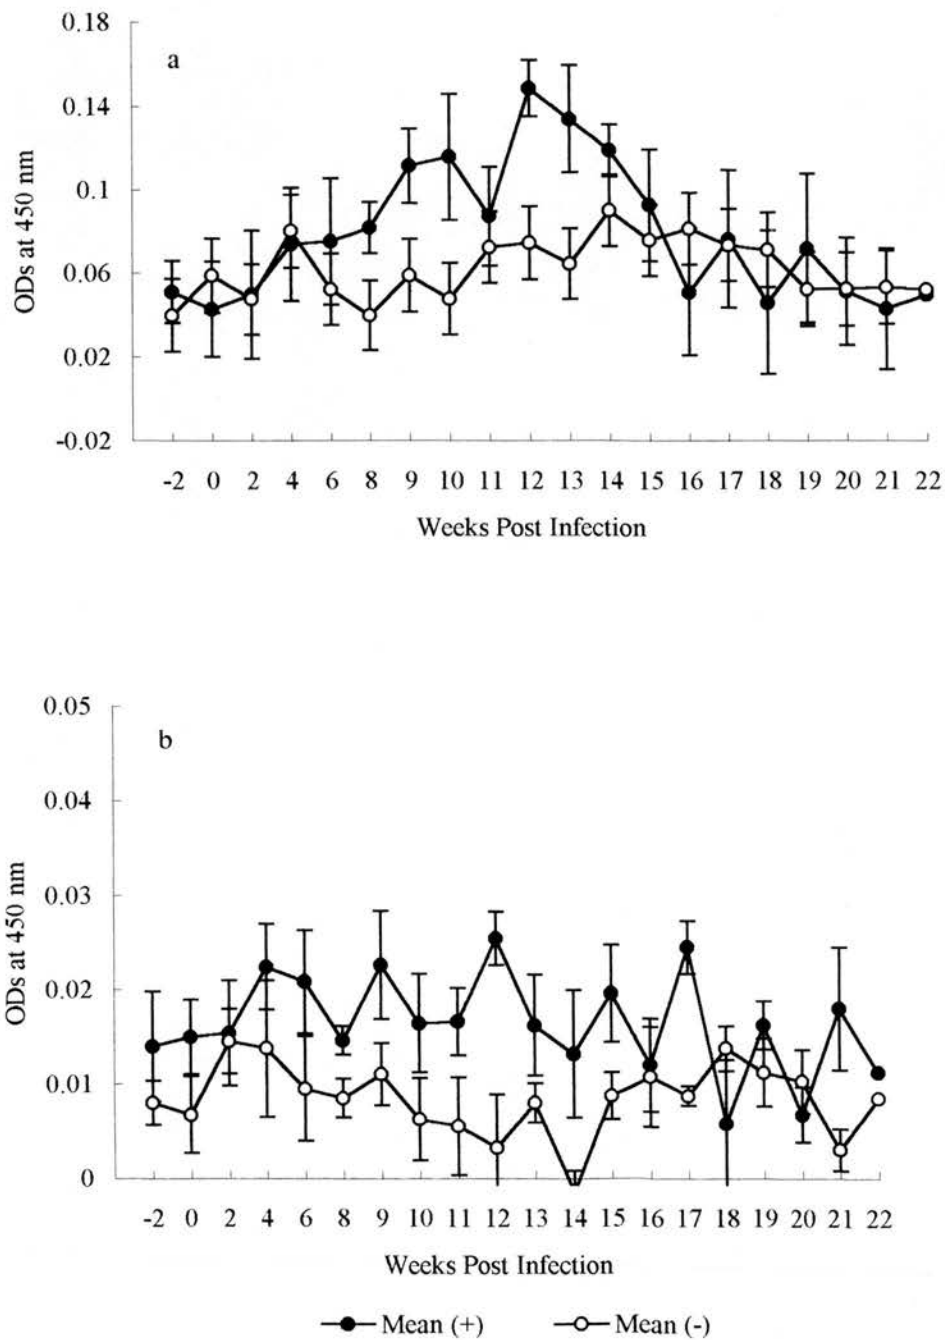 0.18
a
0.14
0.1
0.06
0.02
-0.02
ODs at 450 nm
-2 0 2 4 6 8 9 10 11 12 13 14 15 16 17 18 19 20 21 22
Weeks Post Infection
0.05
b
0.04
0.03
0.02
0.01
0
ODs at 450 nm
-2 0 2 4 6 8 9 10 11 12 13 14 15 16 17 18 19 20 21 22
Weeks Post Infection
Mean (+) Mean (-)